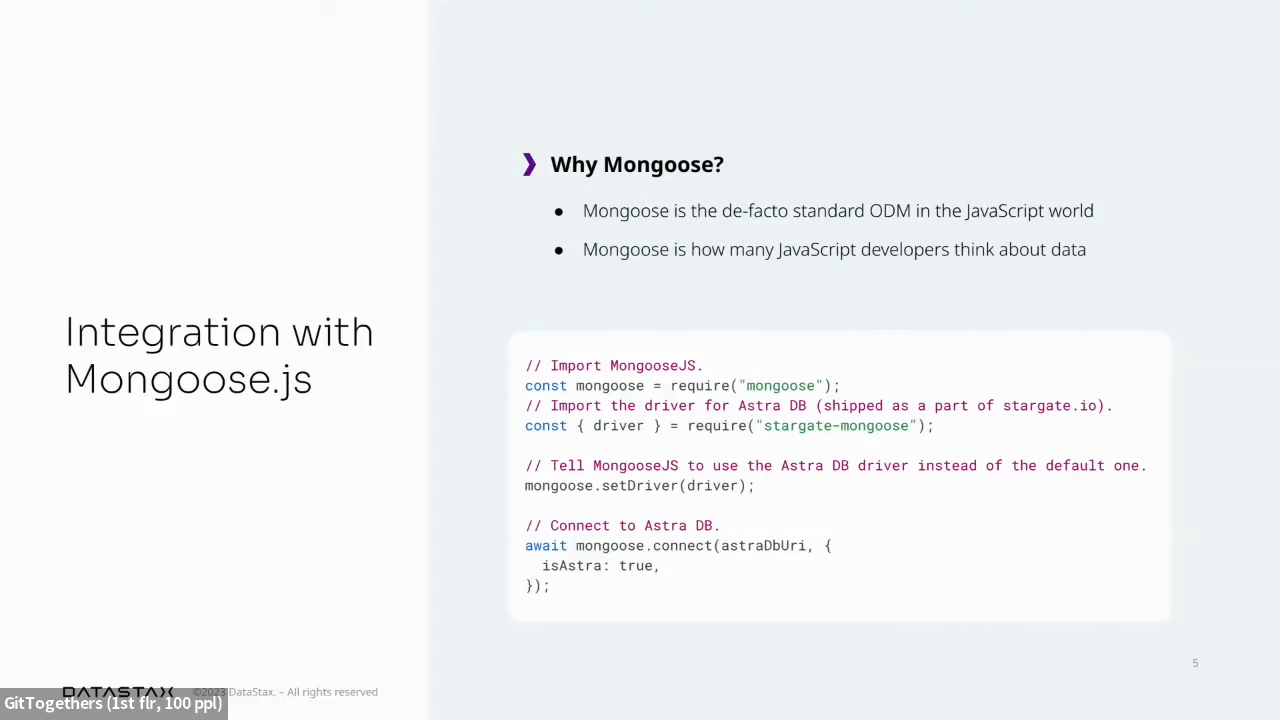 Integration with
Mongoose.js
❯ Why Mongoose?
● Mongoose is the de-facto standard ODM in the JavaScript world
● Mongoose is how many JavaScript developers think about data
// Import MongooseJS.
const mongoose = require("mongoose");
// Import the driver for Astra DB (shipped as a part of stargate.io).
const { driver } = require("stargate-mongoose");
// Tell MongooseJS to use the Astra DB driver instead of the default one.
mongoose.setDriver(driver);
// Connect to Astra DB.
await mongoose.connect(astraDbUri, {
  isAstra: true,
});
5
DATASTAX ©2023 DataStax. – All rights reserved
GitTogethers (1st flr, 100 ppl)